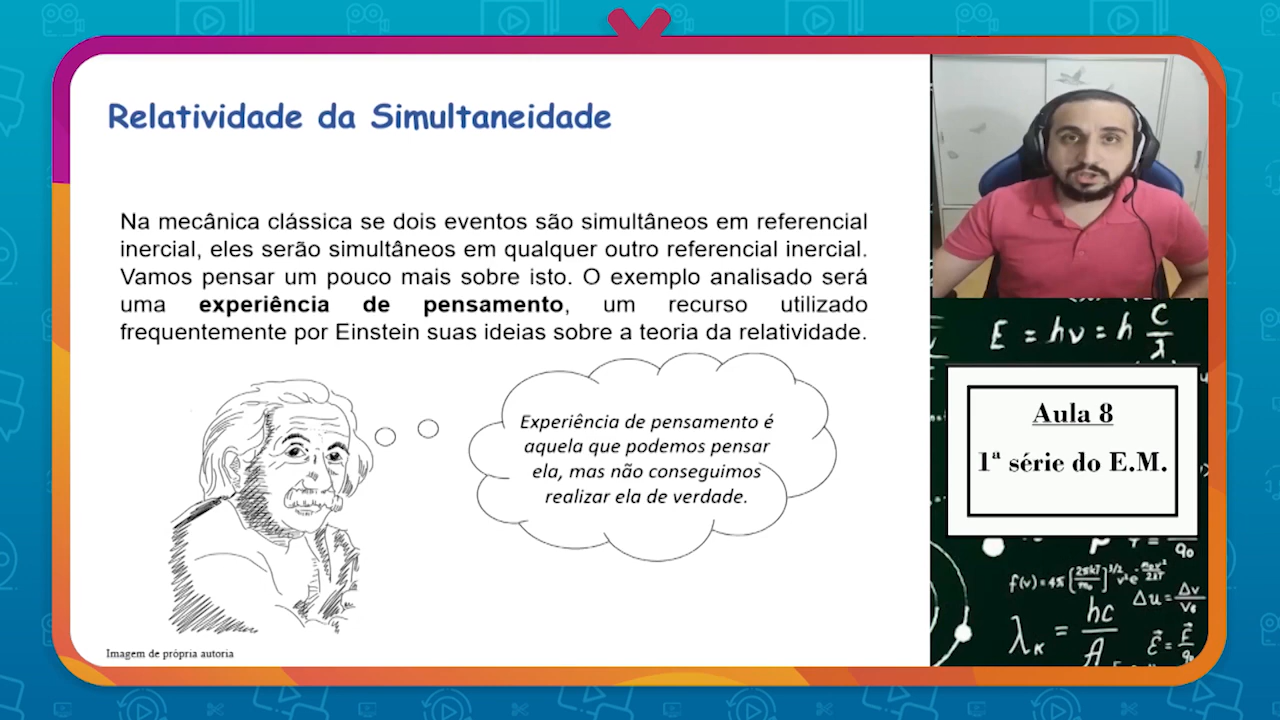 Relatividade da Simultaneidade
Na mecânica clássica se dois eventos são simultâneos em referencial
inercial, eles serão simultâneos em qualquer outro referencial inercial.
Vamos pensar um pouco mais sobre isto. O exemplo analisado será
uma experiência de pensamento, um recurso utilizado
frequentemente por Einstein suas ideias sobre a teoria da relatividade.
Experiência de pensamento é
aquela que podemos pensar
ela, mas não conseguimos
realizar ela de verdade.
Imagem de própria autoria
E = hν = h C/λ
Aula 8
1ª série do E.M.
Δu = Δv/v₆
λκ = hc/A